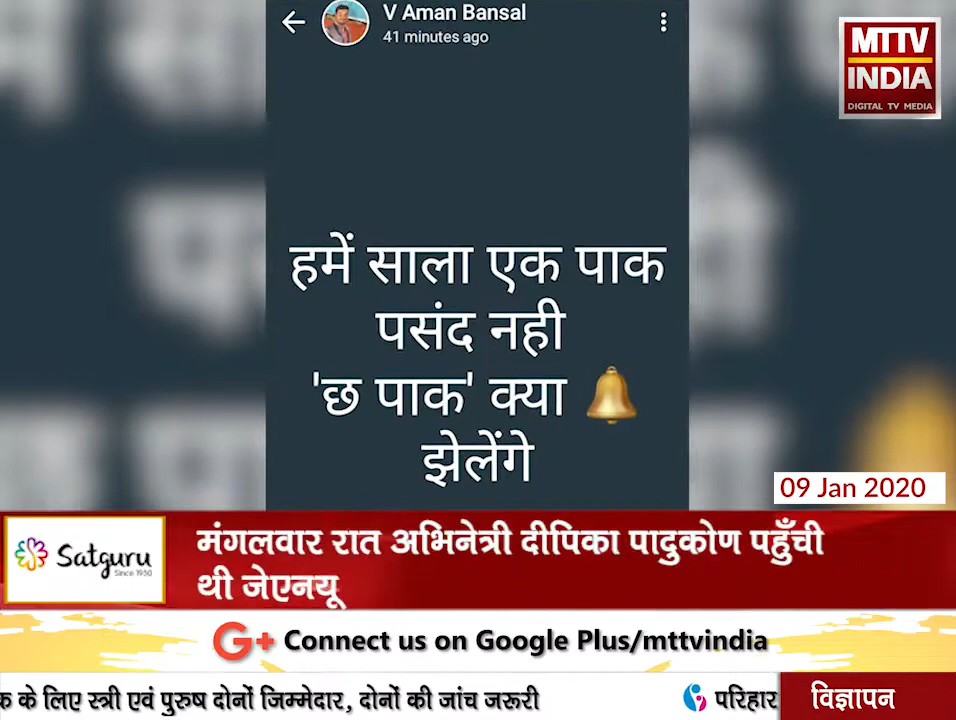 V Aman Bansal
41 minutes ago
MTTV
INDIA
DIGITAL TV MEDIA
हमें साला एक पाक
पसंद नही
'छ पाक' क्या 🔔
झेलेंगे
09 Jan 2020
Satguru
Since 1950
मंगलवार रात अभिनेत्री दीपिका पादुकोण पहुँची
थी जेएनयू
G+ Connect us on Google Plus/mttvindia
क के लिए स्त्री एवं पुरुष दोनों जिम्मेदार, दोनों की जांच जरूरी
परिहार
विज्ञापन